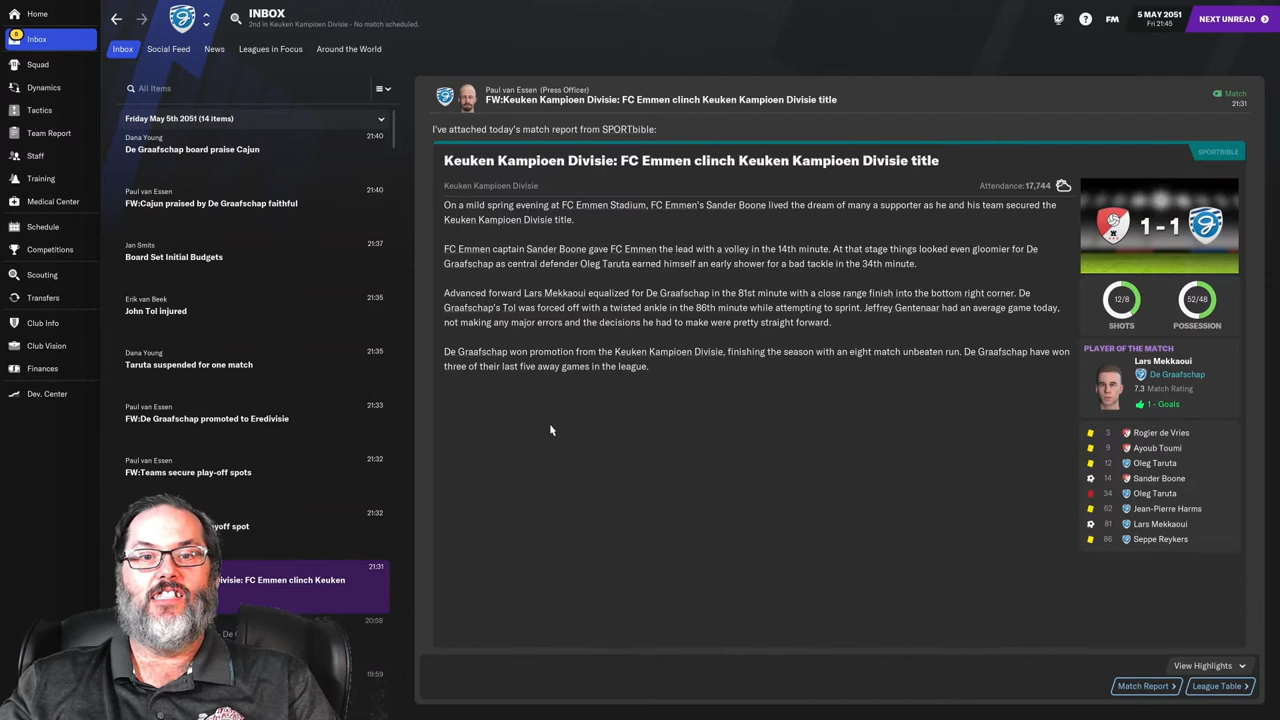 Home
8
Inbox
Squad
Dynamics
Tactics
Team Report
Staff
Training
Medical Center
Schedule
Competitions
Scouting
Transfers
Club Info
Club Vision
Finances
Dev. Center
INBOX
2nd in Keuken Kampioen Divisie - No match scheduled.
?
FM
5 MAY 2051
Fri 21:45
NEXT UNREAD
Inbox
Social Feed
News
Leagues in Focus
Around the World
All Items
Friday May 5th 2051 (14 items)
Dana Young
21:40
De Graafschap board praise Cajun
Paul van Essen
21:40
FW:Cajun praised by De Graafschap faithful
Jan Smits
21:37
Board Set Initial Budgets
Erik van Beek
21:35
John Tol injured
Dana Young
21:35
Taruta suspended for one match
Paul van Essen
21:33
FW:De Graafschap promoted to Eredivisie
Paul van Essen
21:32
FW:Teams secure play-off spots
21:32
yoff spot
21:31
ivisie: FC Emmen clinch Keuken
20:58
- De G
19:59
Paul van Essen (Press Officer)
FW:Keuken Kampioen Divisie: FC Emmen clinch Keuken Kampioen Divisie title
Match
21:31
I've attached today's match report from SPORTbible:
SPORTBIBLE
Keuken Kampioen Divisie: FC Emmen clinch Keuken Kampioen Divisie title
Keuken Kampioen Divisie
Attendance: 17,744
On a mild spring evening at FC Emmen Stadium, FC Emmen's Sander Boone lived the dream of many a supporter as he and his team secured the
Keuken Kampioen Divisie title.
FC Emmen captain Sander Boone gave FC Emmen the lead with a volley in the 14th minute. At that stage things looked even gloomier for De
Graafschap as central defender Oleg Taruta earned himself an early shower for a bad tackle in the 34th minute.
Advanced forward Lars Mekkaoui equalized for De Graafschap in the 81st minute with a close range finish into the bottom right corner. De
Graafschap's Tol was forced off with a twisted ankle in the 86th minute while attempting to sprint. Jeffrey Gentenaar had an average game today,
not making any major errors and the decisions he had to make were pretty straight forward.
De Graafschap won promotion from the Keuken Kampioen Divisie, finishing the season with an eight match unbeaten run. De Graafschap have won
three of their last five away games in the league.
1 - 1
12/8
SHOTS
52/48
POSSESSION
PLAYER OF THE MATCH
Lars Mekkaoui
De Graafschap
7.3 Match Rating
1 - Goals
3 Rogier de Vries
9 Ayoub Toumi
12 Oleg Taruta
14 Sander Boone
34 Oleg Taruta
62 Jean-Pierre Harms
81 Lars Mekkaoui
86 Seppe Reykers
View Highlights
Match Report
League Table